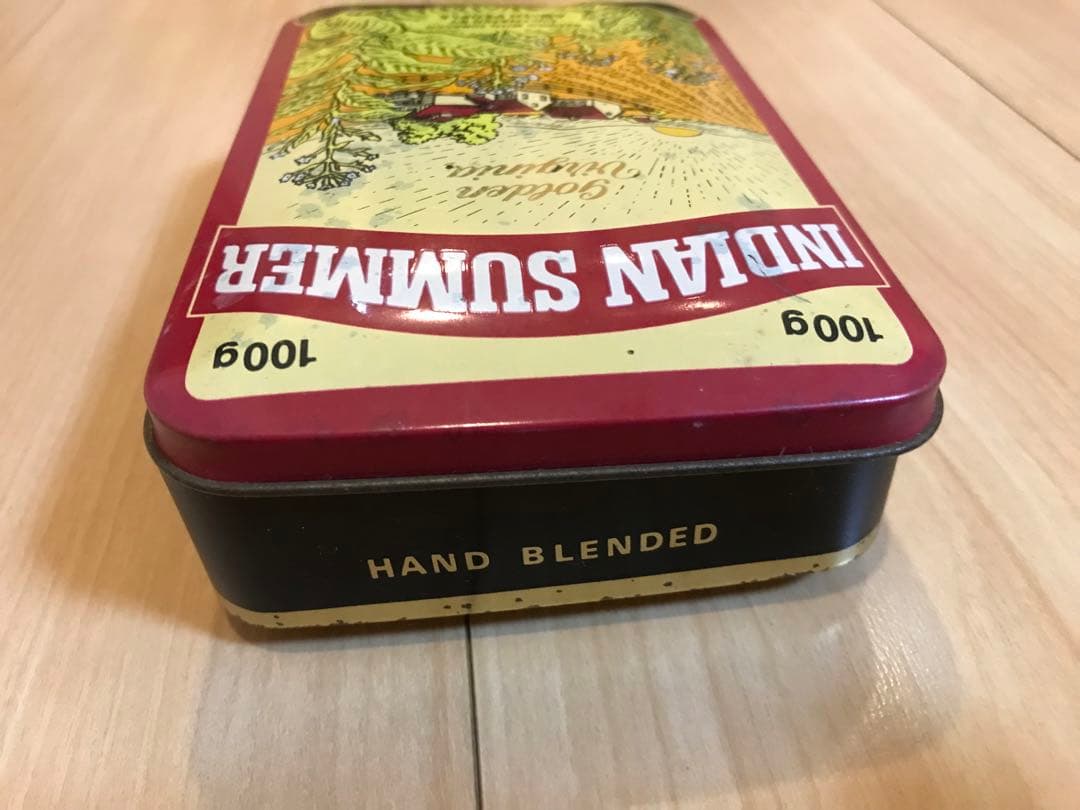 100g 100g
INDIAN SUMMER
Golden
Virginia.
HAND BLENDED